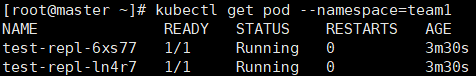 [root@master ~]# kubectl get pod --namespace=team1
NAME READY STATUS RESTARTS AGE
test-repl-6xs77 1/1 Running 0 3m30s
test-repl-ln4r7 1/1 Running 0 3m30s